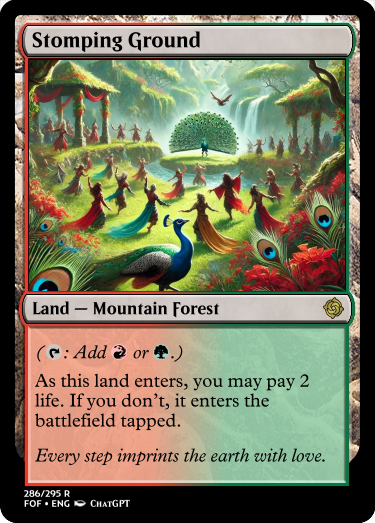 Stomping Ground
Land — Mountain Forest
(: Add or .)
As this land enters, you may pay 2
life. If you don't, it enters the
battlefield tapped.
Every step imprints the earth with love.
286/295 R
FOF • ENG ChatGPT